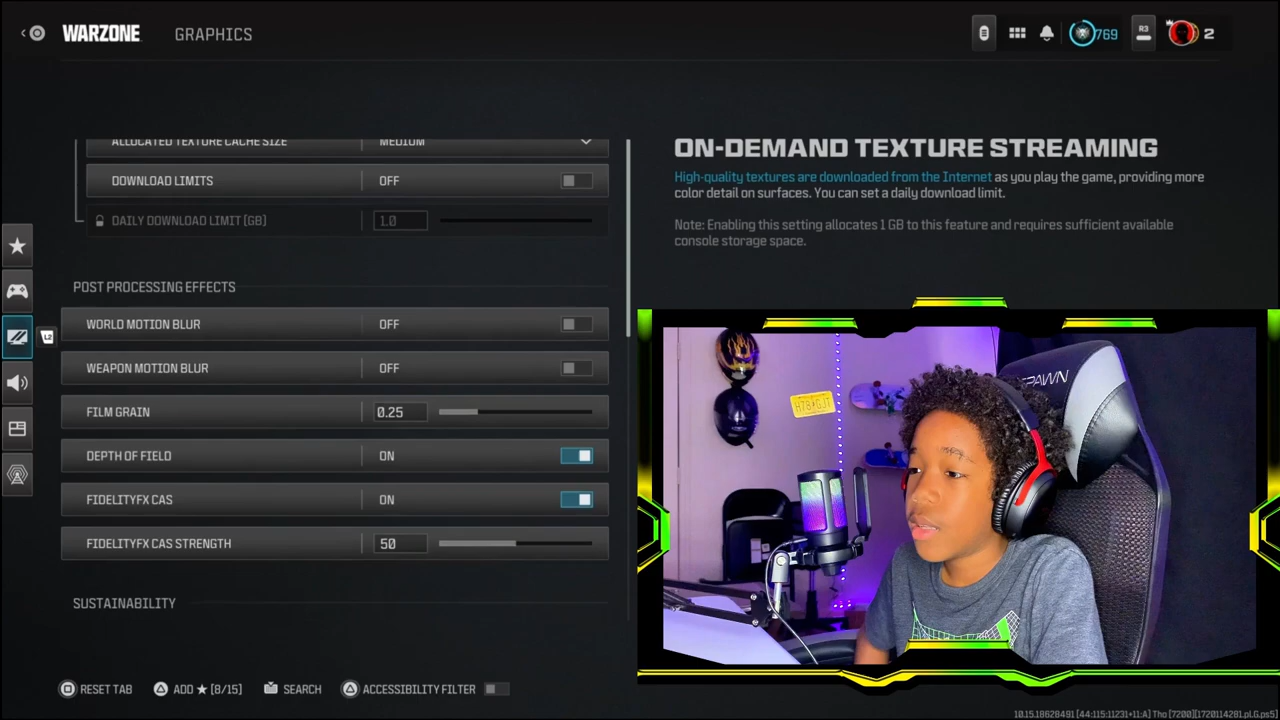 WARZONE
GRAPHICS
769
R3
2
ALLOCATED TEXTURE CACHE SIZE MEDIUM
DOWNLOAD LIMITS OFF
DAILY DOWNLOAD LIMIT (GB) 1.0
POST PROCESSING EFFECTS
WORLD MOTION BLUR OFF
L2
WEAPON MOTION BLUR OFF
FILM GRAIN 0.25
DEPTH OF FIELD ON
FIDELITYFX CAS ON
FIDELITYFX CAS STRENGTH 50
SUSTAINABILITY
RESET TAB
ADD ★ [8/15]
SEARCH
ACCESSIBILITY FILTER
ON-DEMAND TEXTURE STREAMING
High-quality textures are downloaded from the Internet as you play the game, providing more
color detail on surfaces. You can set a daily download limit.
Note: Enabling this setting allocates 1 GB to this feature and requires sufficient available
console storage space.